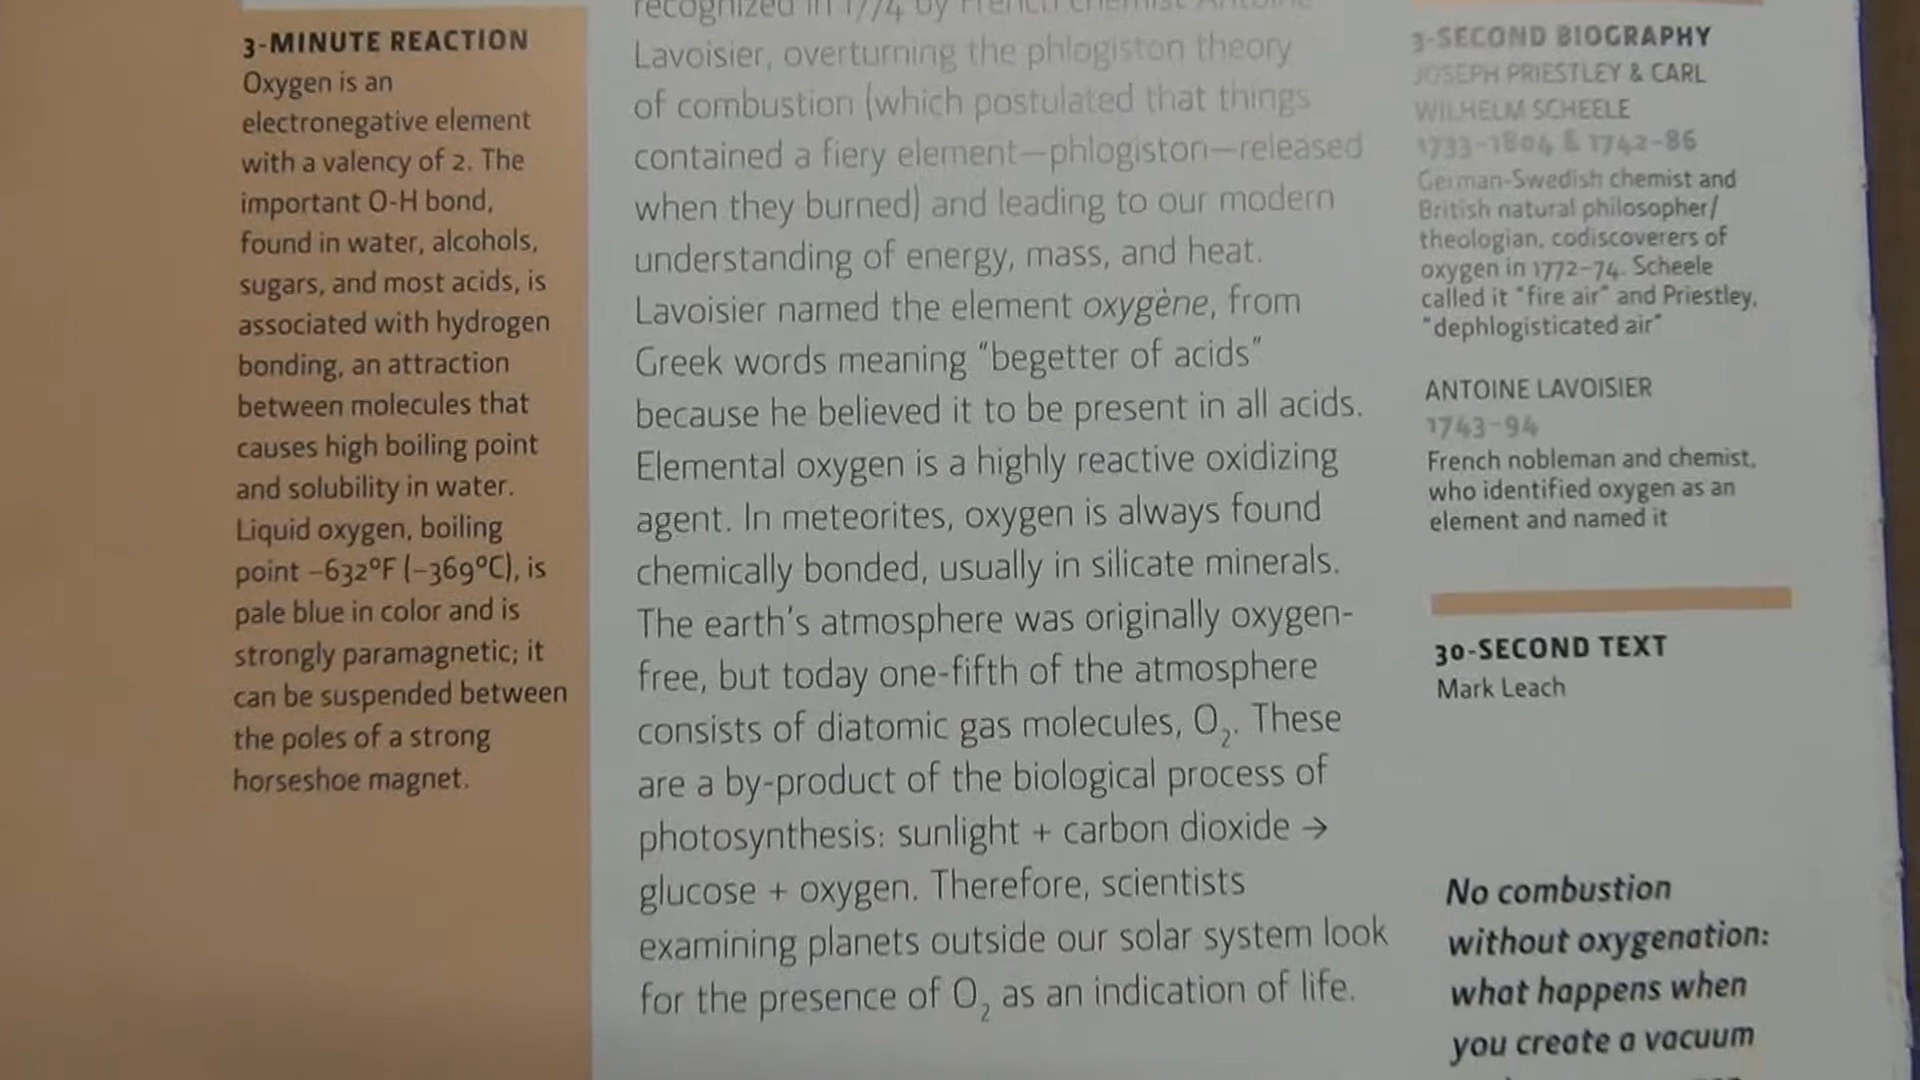 3-MINUTE REACTION
Oxygen is an
electronegative element
with a valency of 2. The
important O-H bond,
found in water, alcohols,
sugars, and most acids, is
associated with hydrogen
bonding, an attraction
between molecules that
causes high boiling point
and solubility in water.
Liquid oxygen, boiling
point –632°F (–369°C), is
pale blue in color and is
strongly paramagnetic; it
can be suspended between
the poles of a strong
horseshoe magnet.
recognized in 1774 by French chemist Antoine
Lavoisier, overturning the phlogiston theory
of combustion (which postulated that things
contained a fiery element—phlogiston—released
when they burned) and leading to our modern
understanding of energy, mass, and heat.
Lavoisier named the element oxygène, from
Greek words meaning “begetter of acids”
because he believed it to be present in all acids.
Elemental oxygen is a highly reactive oxidizing
agent. In meteorites, oxygen is always found
chemically bonded, usually in silicate minerals.
The earth's atmosphere was originally oxygen-
free, but today one-fifth of the atmosphere
consists of diatomic gas molecules, O₂. These
are a by-product of the biological process of
photosynthesis: sunlight + carbon dioxide →
glucose + oxygen. Therefore, scientists
examining planets outside our solar system look
for the presence of O₂ as an indication of life.
3-SECOND BIOGRAPHY
JOSEPH PRIESTLEY & CARL
WILHELM SCHEELE
1733–1804 & 1742–86
German-Swedish chemist and
British natural philosopher/
theologian, codiscoverers of
oxygen in 1772–74. Scheele
called it “fire air” and Priestley,
“dephlogisticated air”
ANTOINE LAVOISIER
1743–94
French nobleman and chemist,
who identified oxygen as an
element and named it
30-SECOND TEXT
Mark Leach
No combustion
without oxygenation:
what happens when
you create a vacuum